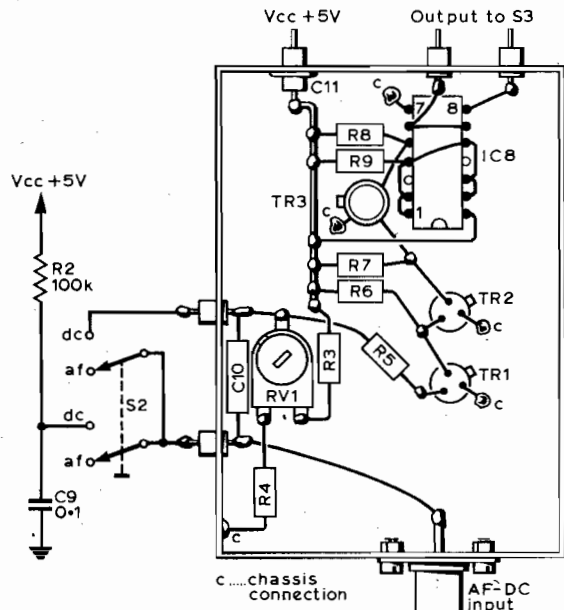 Vcc +5V
Output to S3
C11
c
7
8
R8
R9
IC8
TR3
c
1
Vcc +5V
R2
100k
R7
R6
TR2
c
dc
af
S2
dc
af
C10
RV1
R3
R5
TR1
c
R4
C9
0·1
c
c.....chassis
connection
AF-DC
input